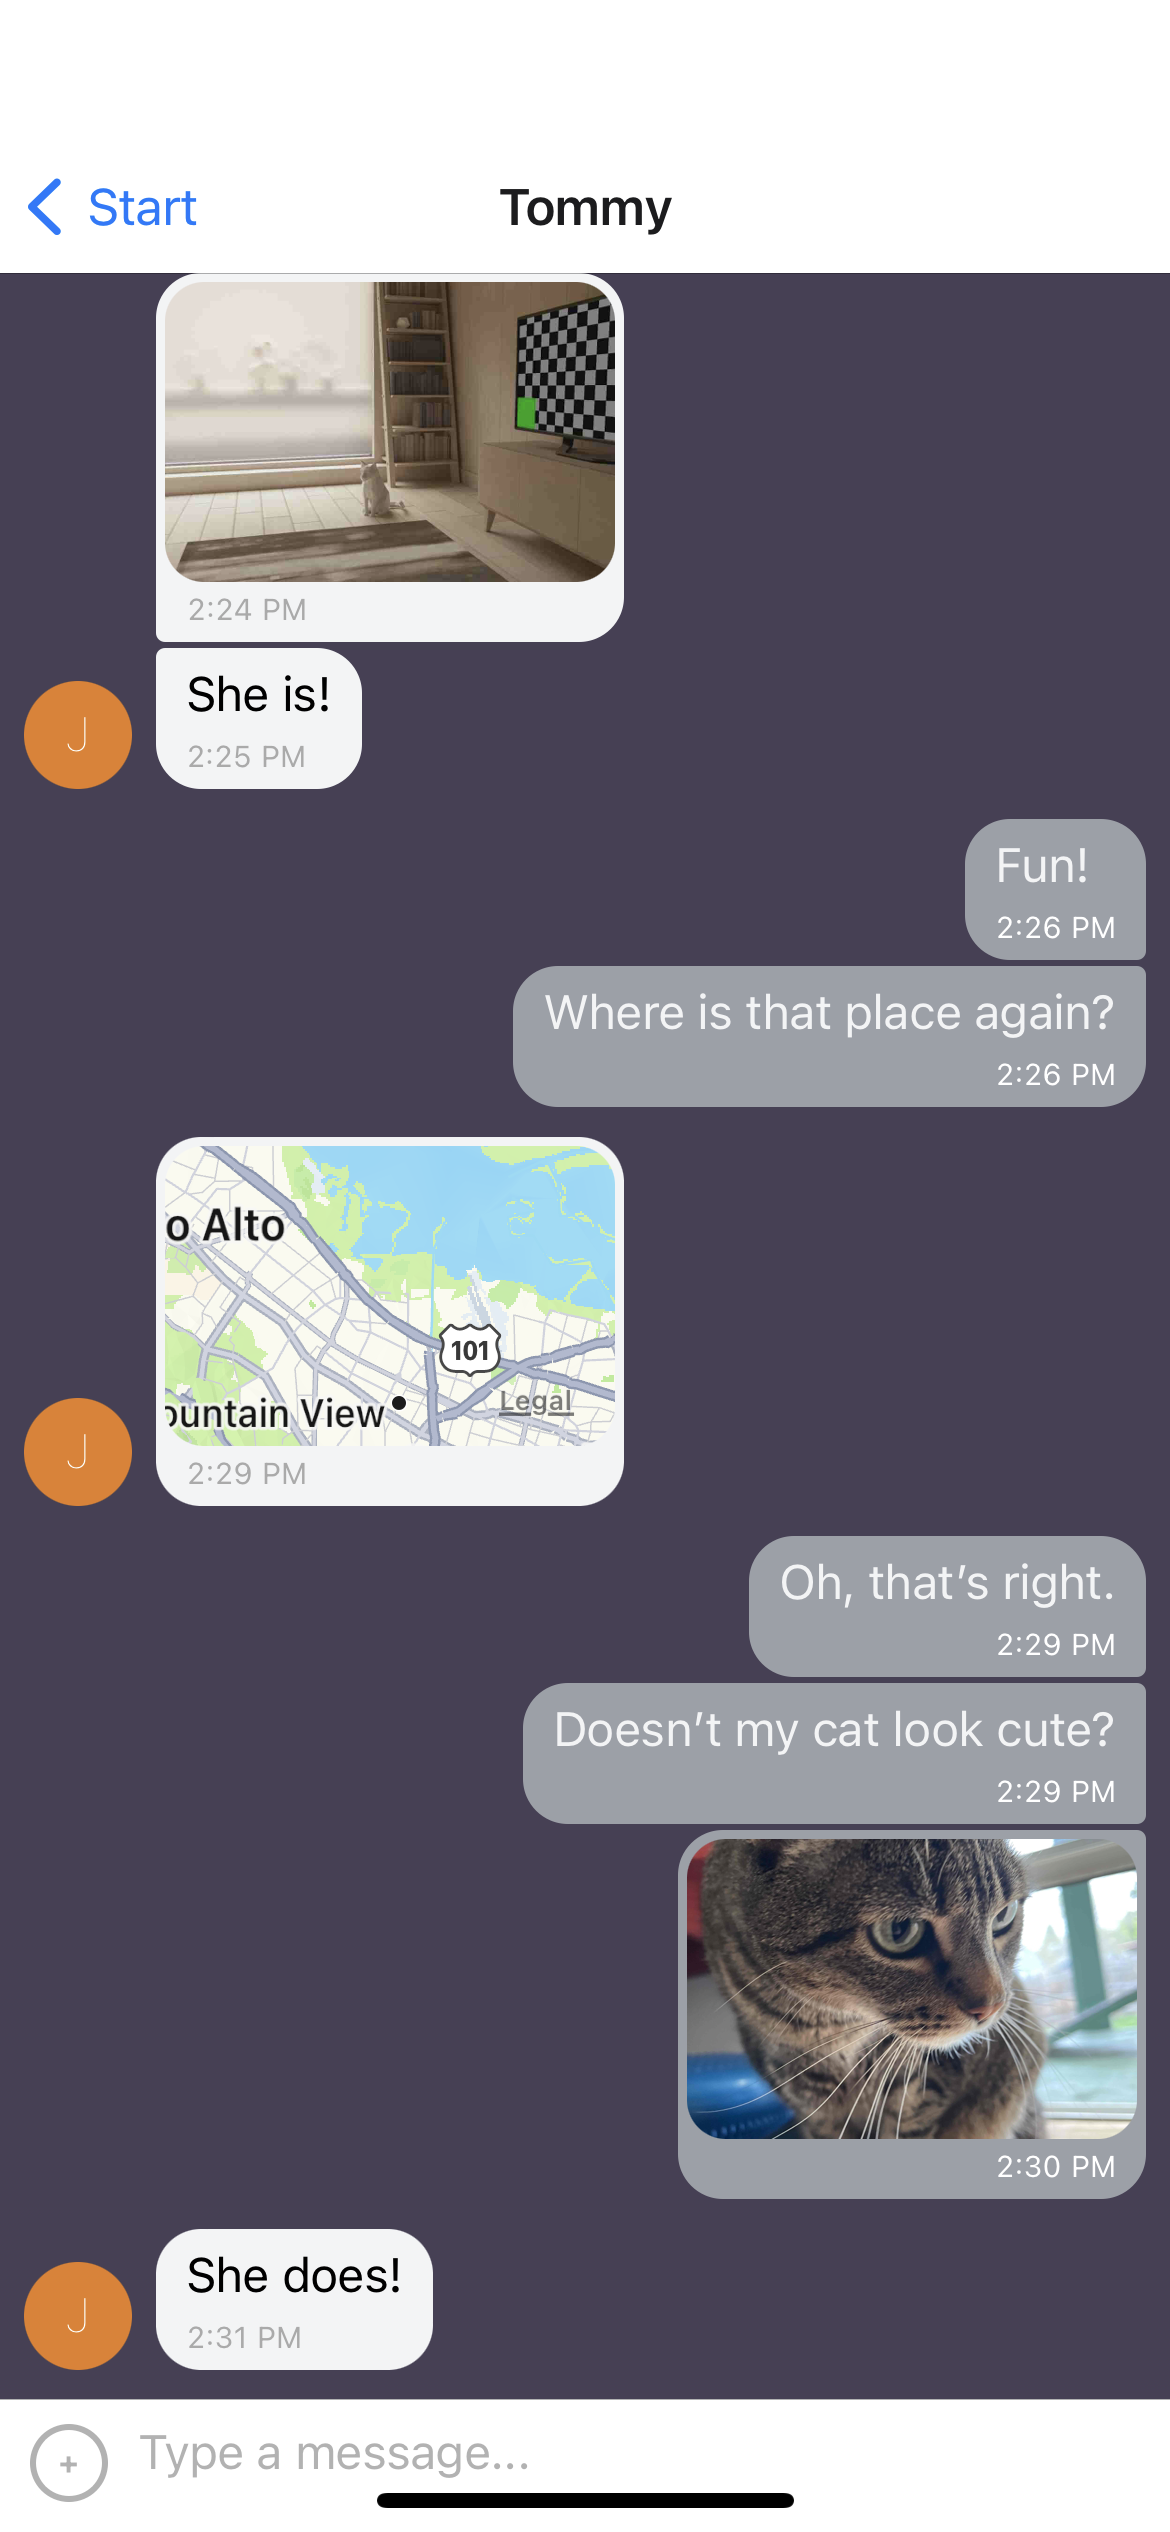 Start
Tommy
2:24 PM
She is!
2:25 PM
J
Fun!
2:26 PM
Where is that place again?
2:26 PM
o Alto
101
Legal
ountain View
2:29 PM
J
Oh, that’s right.
2:29 PM
Doesn’t my cat look cute?
2:29 PM
2:30 PM
She does!
2:31 PM
J
+
Type a message...